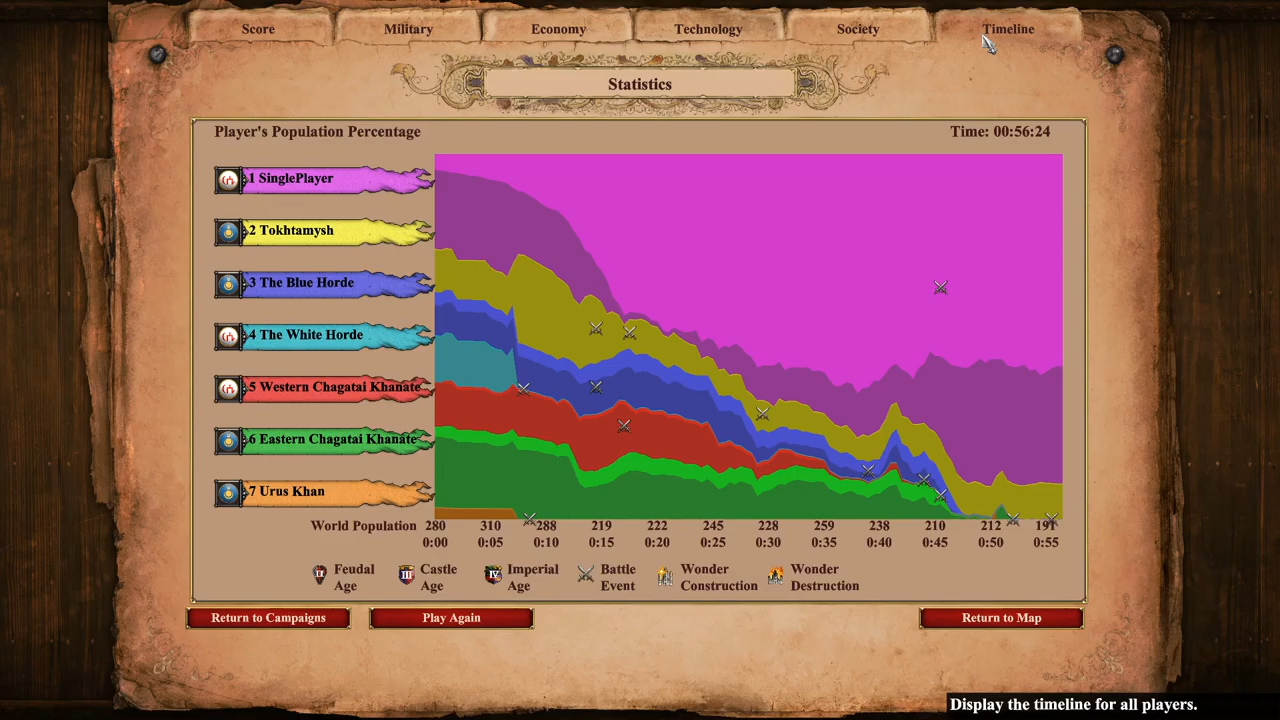 Score Military Economy Technology Society Timeline
Statistics
Player's Population Percentage
Time: 00:56:24
1 SinglePlayer
2 Tokhtamysh
3 The Blue Horde
4 The White Horde
5 Western Chagatai Khanate
6 Eastern Chagatai Khanate
7 Urus Khan
World Population 280 310 288 219 222 245 228 259 238 210 212 191
0:00 0:05 0:10 0:15 0:20 0:25 0:30 0:35 0:40 0:45 0:50 0:55
II Feudal Age
III Castle Age
IV Imperial Age
Battle Event
Wonder Construction
Wonder Destruction
Return to Campaigns Play Again Return to Map
Display the timeline for all players.